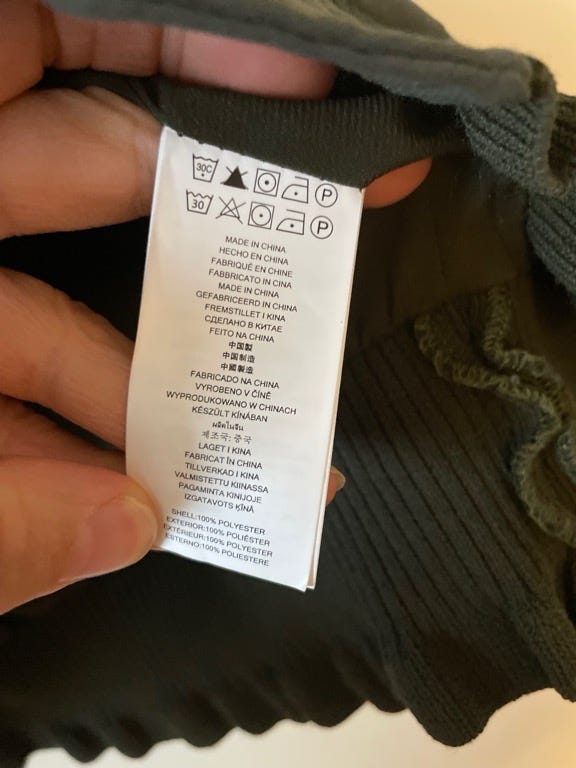 30C P
30 P
MADE IN CHINA
HECHO EN CHINA
FABRIQUÉ EN CHINE
FABBRICATO IN CINA
MADE IN CHINA
GEFABRICEERD IN CHINA
FREMSTILLET I KINA
СДЕЛАНО В КИТАЕ
FEITO NA CHINA
中国製
中国制造
中國製造
FABRICADO NA CHINA
VYROBENO V ČÍNĚ
WYPRODUKOWANO W CHINACH
KÉSZÜLT KÍNÁBAN
ผลิตในจีน
제조국: 중국
LAGET I KINA
FABRICAT ÎN CHINA
TILLVERKAD I KINA
VALMISTETTU KIINASSA
PAGAMINTA KINIJOJE
IZGATAVOTS ĶĪNĀ
SHELL:100% POLYESTER
EXTERIOR:100% POLIÉSTER
EXTÉRIEUR:100% POLYESTER
ESTERNO:100% POLIESTERE